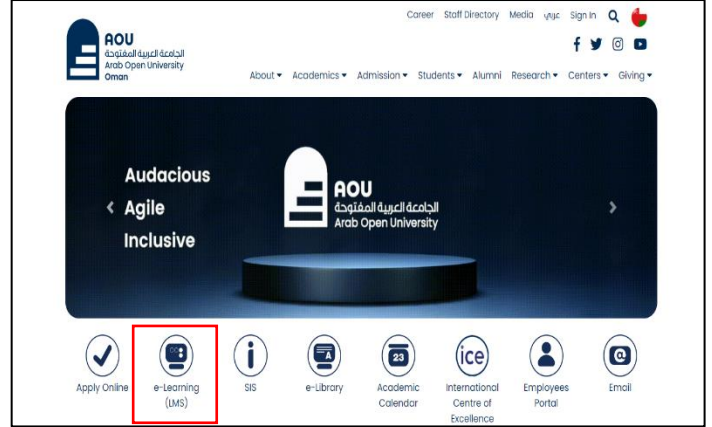 Career Staff Directory Media عربي Sign In
AOU
الجامعة العربية المفتوحة
Arab Open University
Oman
About Academics Admission Students Alumni Research Centers Giving
Audacious
Agile
Inclusive
AOU
الجامعة العربية المفتوحة
Arab Open University
A
23
ice
Apply Online
e-Learning
(LMS)
SIS
e-Library
Academic
Calendar
International
Centre of
Excellence
Employees
Portal
Email